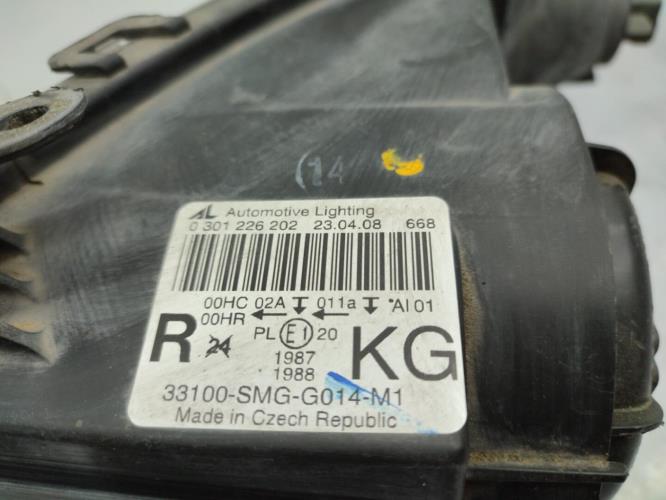 (14
AL Automotive Lighting
0 301 226 202 23.04.08 668
00HC 02A 011a AI 01
00HR
R 24 PL E1 20 KG
1987
1988
33100-SMG-G014-M1
Made in Czech Republic